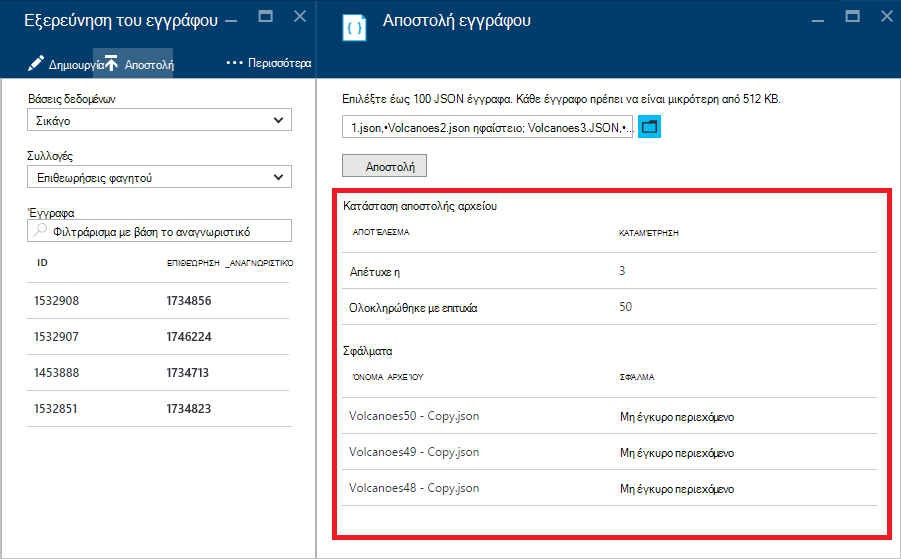 Εξερεύνηση του εγγράφου
Δημιουργία Αποστολή ••• Περισσότερα
Βάσεις δεδομένων
Σικάγο
Συλλογές
Επιθεωρήσεις φαγητού
Έγγραφα
Φιλτράρισμα με βάση το αναγνωριστικό
ID ΕΠΙΘΕΏΡΗΣΗ _ΑΝΑΓΝΩΡΙΣΤΙΚΌ
1532908 1734856
1532907 1746224
1453888 1734713
1532851 1734823
{ } Αποστολή εγγράφου
Επιλέξτε έως 100 JSON έγγραφα. Κάθε έγγραφο πρέπει να είναι μικρότερη από 512 KB.
1.json,•Volcanoes2.json ηφαίστειο; Volcanoes3.JSON,•...
Αποστολή
Κατάσταση αποστολής αρχείου
ΑΠΟΤΈΛΕΣΜΑ ΚΑΤΑΜΈΤΡΗΣΗ
Απέτυχε η 3
Ολοκληρώθηκε με επιτυχία 50
Σφάλματα
ΌΝΟΜΑ ΑΡΧΕΊΟΥ ΣΦΆΛΜΑ
Volcanoes50 - Copy.json Μη έγκυρο περιεχόμενο
Volcanoes49 - Copy.json Μη έγκυρο περιεχόμενο
Volcanoes48 - Copy.json Μη έγκυρο περιεχόμενο